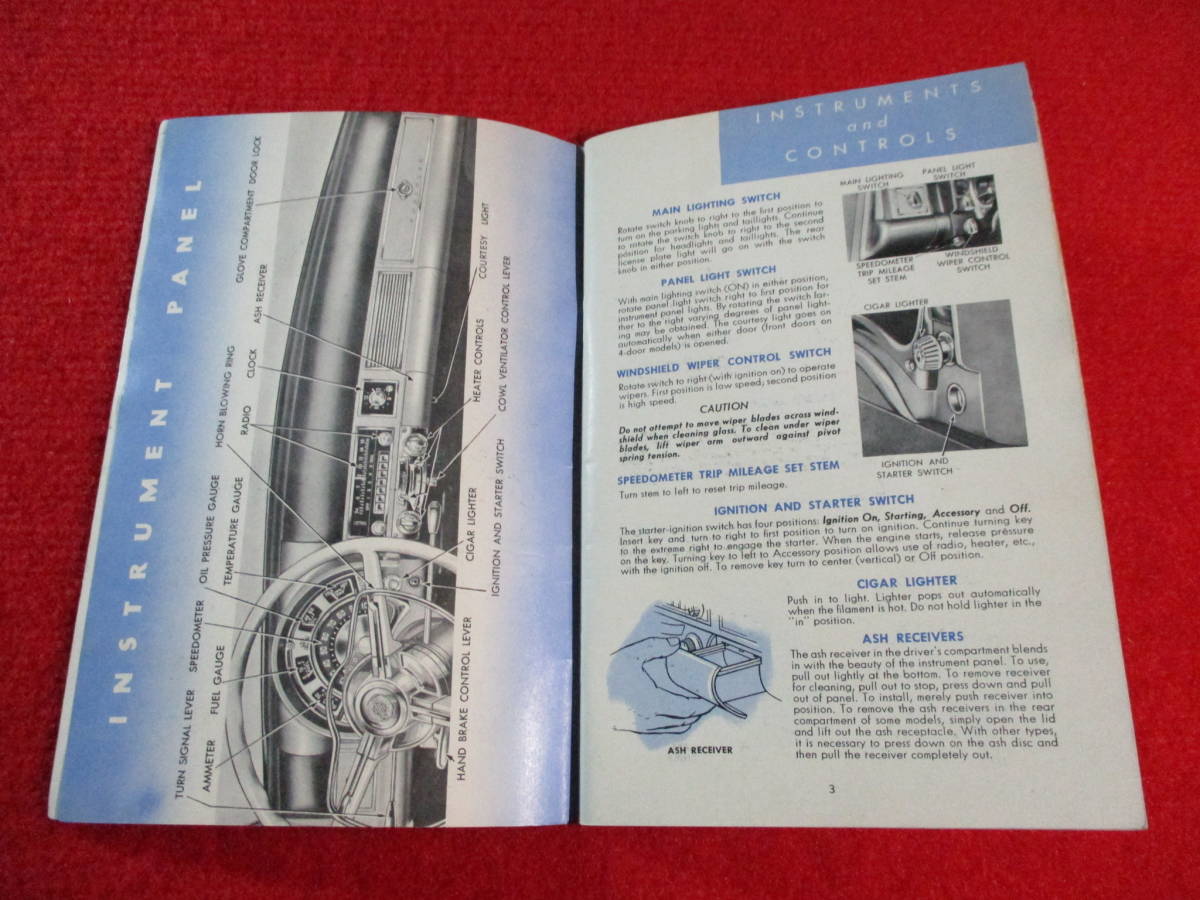 INSTRUMENT PANEL
TURN SIGNAL LEVER
AMMETER
FUEL GAUGE
SPEEDOMETER
OIL PRESSURE GAUGE
TEMPERATURE GAUGE
HORN BLOWING RING
RADIO
CLOCK
ASH RECEIVER
GLOVE COMPARTMENT DOOR LOCK
HAND BRAKE CONTROL LEVER
CIGAR LIGHTER
IGNITION AND STARTER SWITCH
HEATER CONTROLS
COWL VENTILATOR CONTROL LEVER
COURTESY LIGHT
INSTRUMENTS
and
CONTROLS
MAIN LIGHTING SWITCH
Rotate switch knob to right to the first position to
turn on the parking lights and taillights. Continue
to rotate the switch knob to right to the second
position for headlights and taillights. The rear
license plate light will go on with the switch
knob in either position.
PANEL LIGHT SWITCH
With main lighting switch (ON) in either position,
rotate panel light switch right to first position for
instrument panel lights. By rotating the switch far-
ther to the right varying degrees of panel light-
ing may be obtained. The courtesy light goes on
automatically when either door (front doors on
4-door models) is opened.
WINDSHIELD WIPER CONTROL SWITCH
Rotate switch to right (with ignition on) to operate
wipers. First position is low speed; second position
is high speed.
CAUTION
Do not attempt to move wiper blades across wind-
shield when cleaning glass. To clean under wiper
blades, lift wiper arm outward against pivot
spring tension.
SPEEDOMETER TRIP MILEAGE SET STEM
Turn stem to left to reset trip mileage.
MAIN LIGHTING
SWITCH
PANEL LIGHT
SWITCH
SPEEDOMETER
TRIP MILEAGE
SET STEM
WINDSHIELD
WIPER CONTROL
SWITCH
CIGAR LIGHTER
IGNITION AND
STARTER SWITCH
IGNITION AND STARTER SWITCH
The starter-ignition switch has four positions: Ignition On, Starting, Accessory and Off.
Insert key and turn to right to first position to turn on ignition. Continue turning key
to the extreme right to engage the starter. When the engine starts, release pressure
on the key. Turning key to left to Accessory position allows use of radio, heater, etc.,
with the ignition off. To remove key turn to center (vertical) or Off position.
CIGAR LIGHTER
Push in to light. Lighter pops out automatically
when the filament is hot. Do not hold lighter in the
"in" position.
ASH RECEIVERS
The ash receiver in the driver's compartment blends
in with the beauty of the instrument panel. To use,
pull out lightly at the bottom. To remove receiver
for cleaning, pull out to stop, press down and pull
out of panel. To install, merely push receiver into
position. To remove the ash receivers in the rear
compartment of some models, simply open the lid
and lift out the ash receptacle. With other types,
it is necessary to press down on the ash disc and
then pull the receiver completely out.
ASH RECEIVER
3